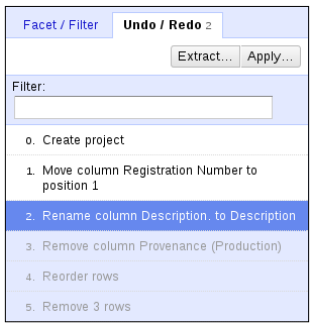 Facet / Filter Undo / Redo 2
Extract... Apply...
Filter:
0. Create project
1. Move column Registration Number to
position 1
2. Rename column Description. to Description
3. Remove column Provenance (Production)
4. Reorder rows
5. Remove 3 rows